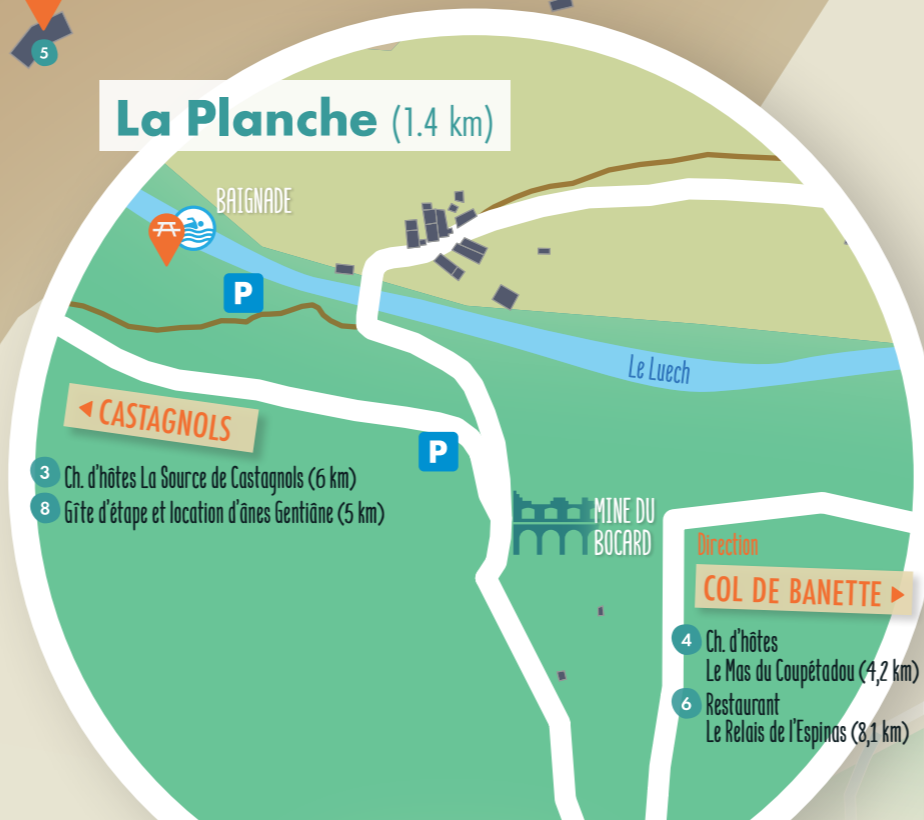 5
La Planche (1.4 km)
BAIGNADE
P
Le Luech
◄ CASTAGNOLS
P
3 Ch. d'hôtes La Source de Castagnols (6 km)
8 Gîte d'étape et location d'ânes Gentiâne (5 km)
MINE DU
BOCARD
Direction
COL DE BANETTE ►
4 Ch. d'hôtes
Le Mas du Coupétadou (4,2 km)
6 Restaurant
Le Relais de l'Espinas (8,1 km)